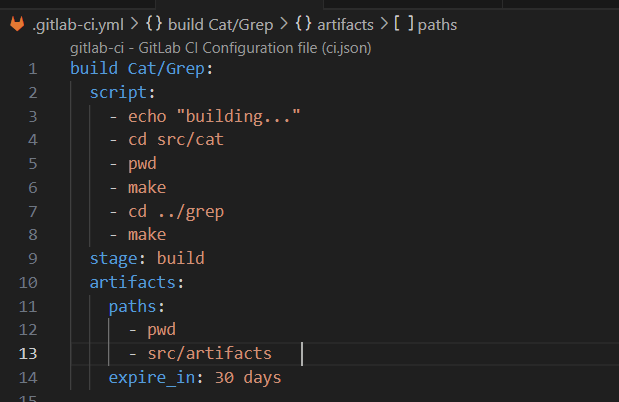 .gitlab-ci.yml > {} build Cat/Grep > {} artifacts > [ ] paths
gitlab-ci - GitLab CI Configuration file (ci.json)
1 build Cat/Grep:
2 script:
3 - echo "building..."
4 - cd src/cat
5 - pwd
6 - make
7 - cd ../grep
8 - make
9 stage: build
10 artifacts:
11 paths:
12 - pwd
13 - src/artifacts
14 expire_in: 30 days
15